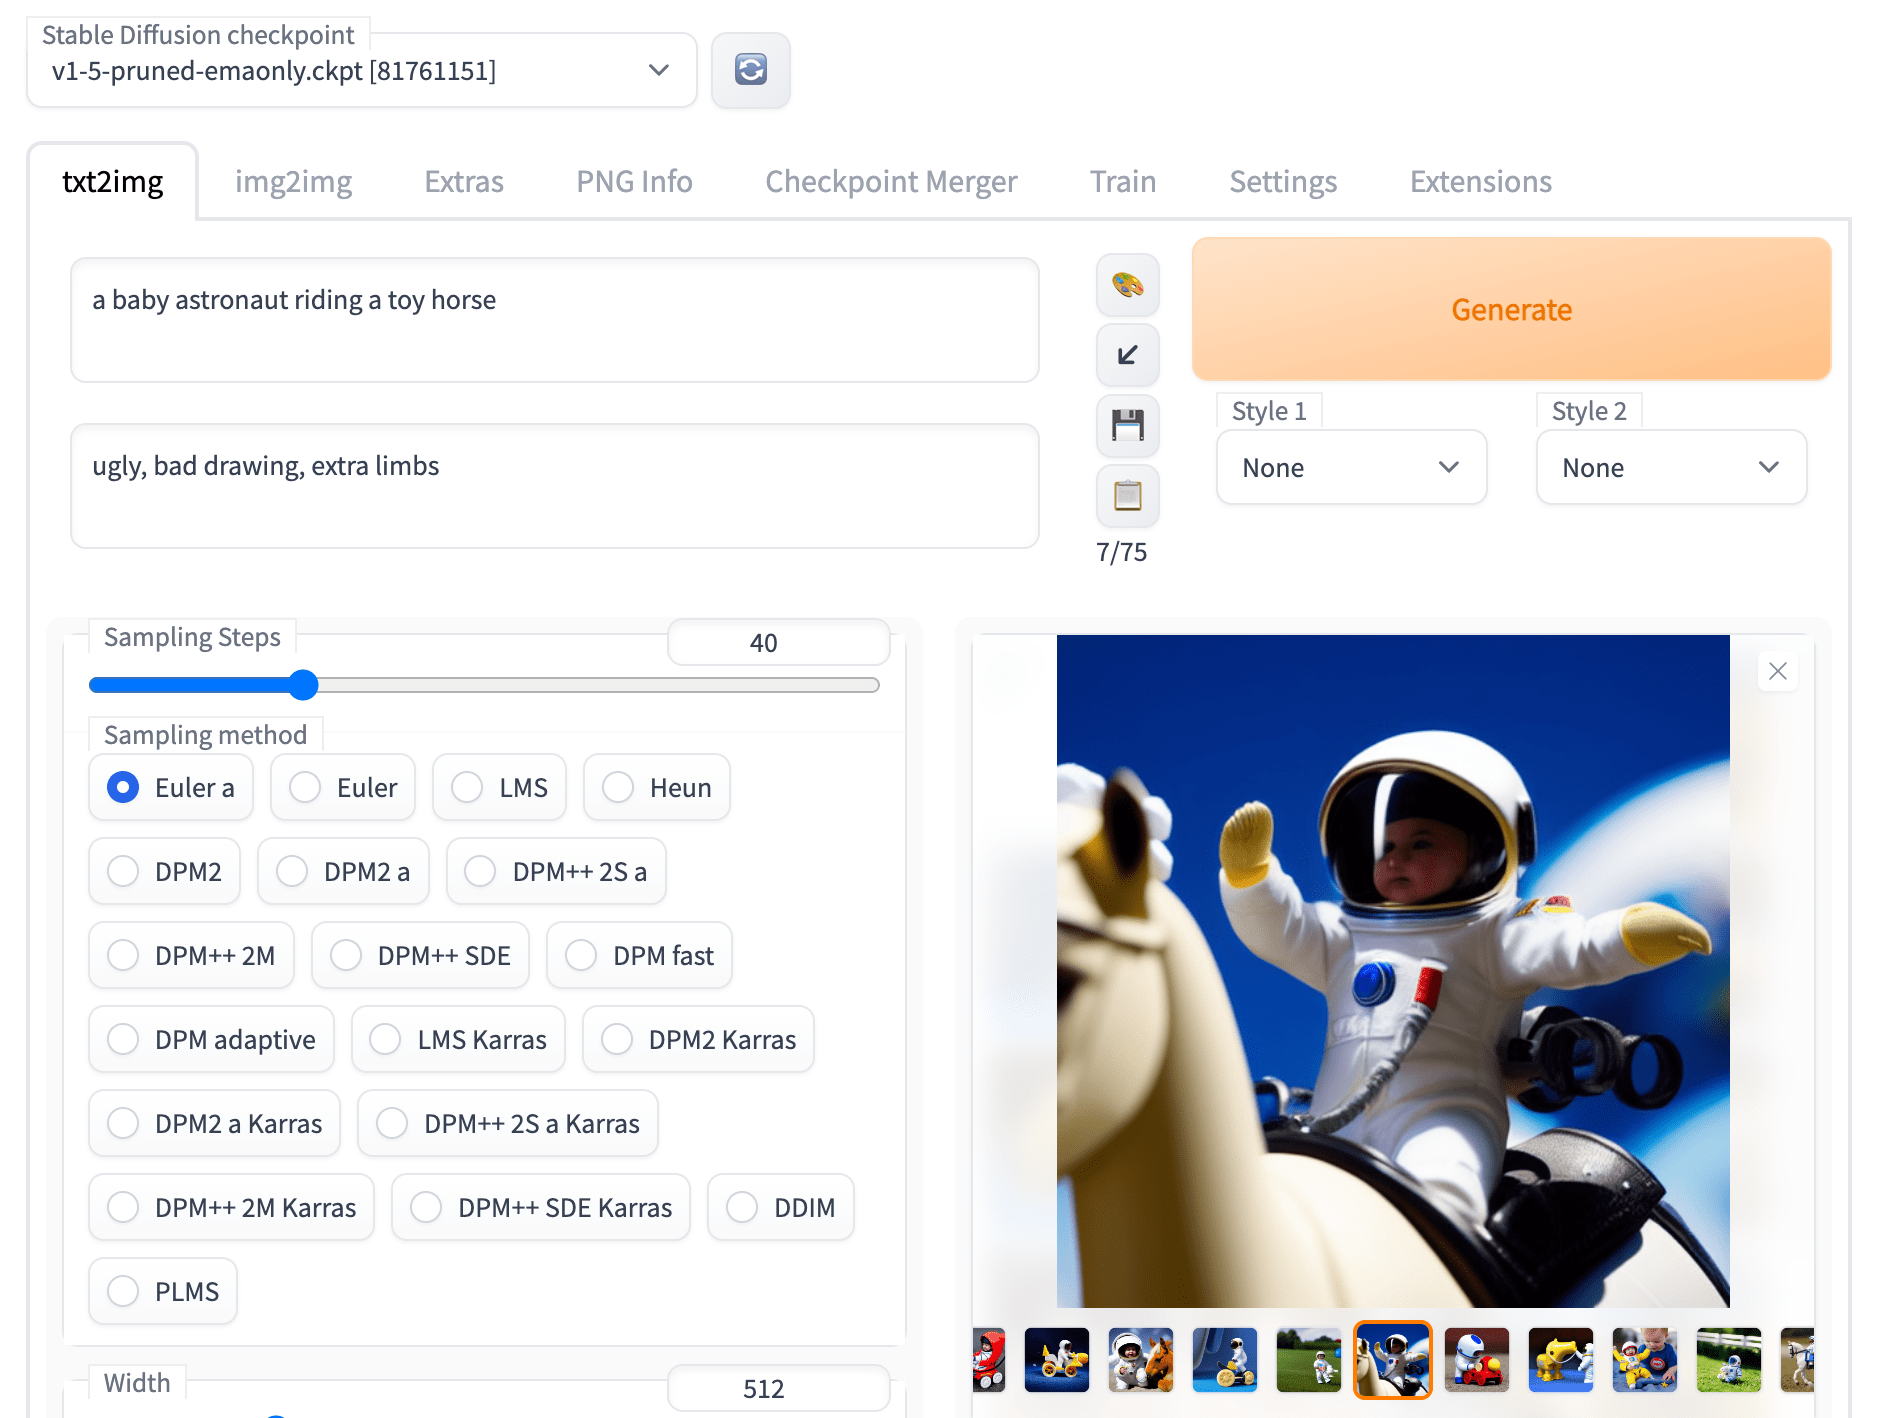 Stable Diffusion checkpoint
v1-5-pruned-emaonly.ckpt [81761151]
txt2img img2img Extras PNG Info Checkpoint Merger Train Settings Extensions
a baby astronaut riding a toy horse
Generate
Style 1 Style 2
None None
ugly, bad drawing, extra limbs
7/75
Sampling Steps 40
Sampling method
Euler a Euler LMS Heun
DPM2 DPM2 a DPM++ 2S a
DPM++ 2M DPM++ SDE DPM fast
DPM adaptive LMS Karras DPM2 Karras
DPM2 a Karras DPM++ 2S a Karras
DPM++ 2M Karras DPM++ SDE Karras DDIM
PLMS
Width 512